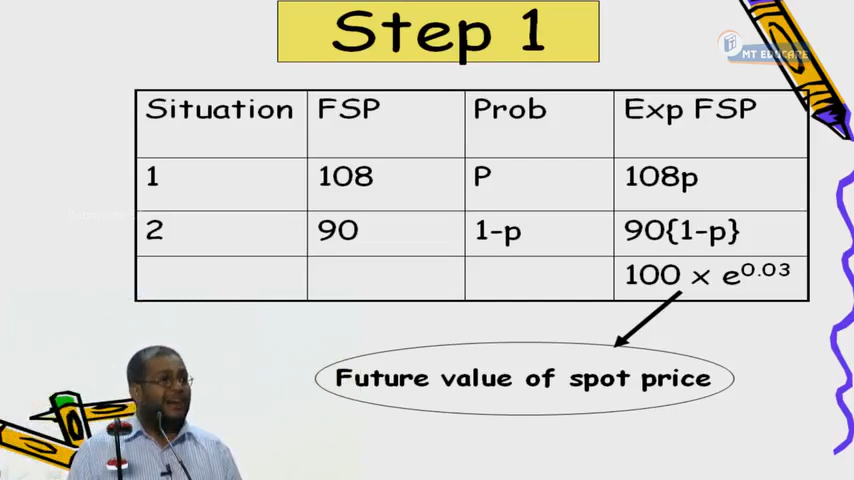 Step 1
MT EDUCARE
Situation FSP Prob Exp FSP
1 108 P 108p
2 90 1-p 90{1-p}
100 x e^0.03
Future value of spot price